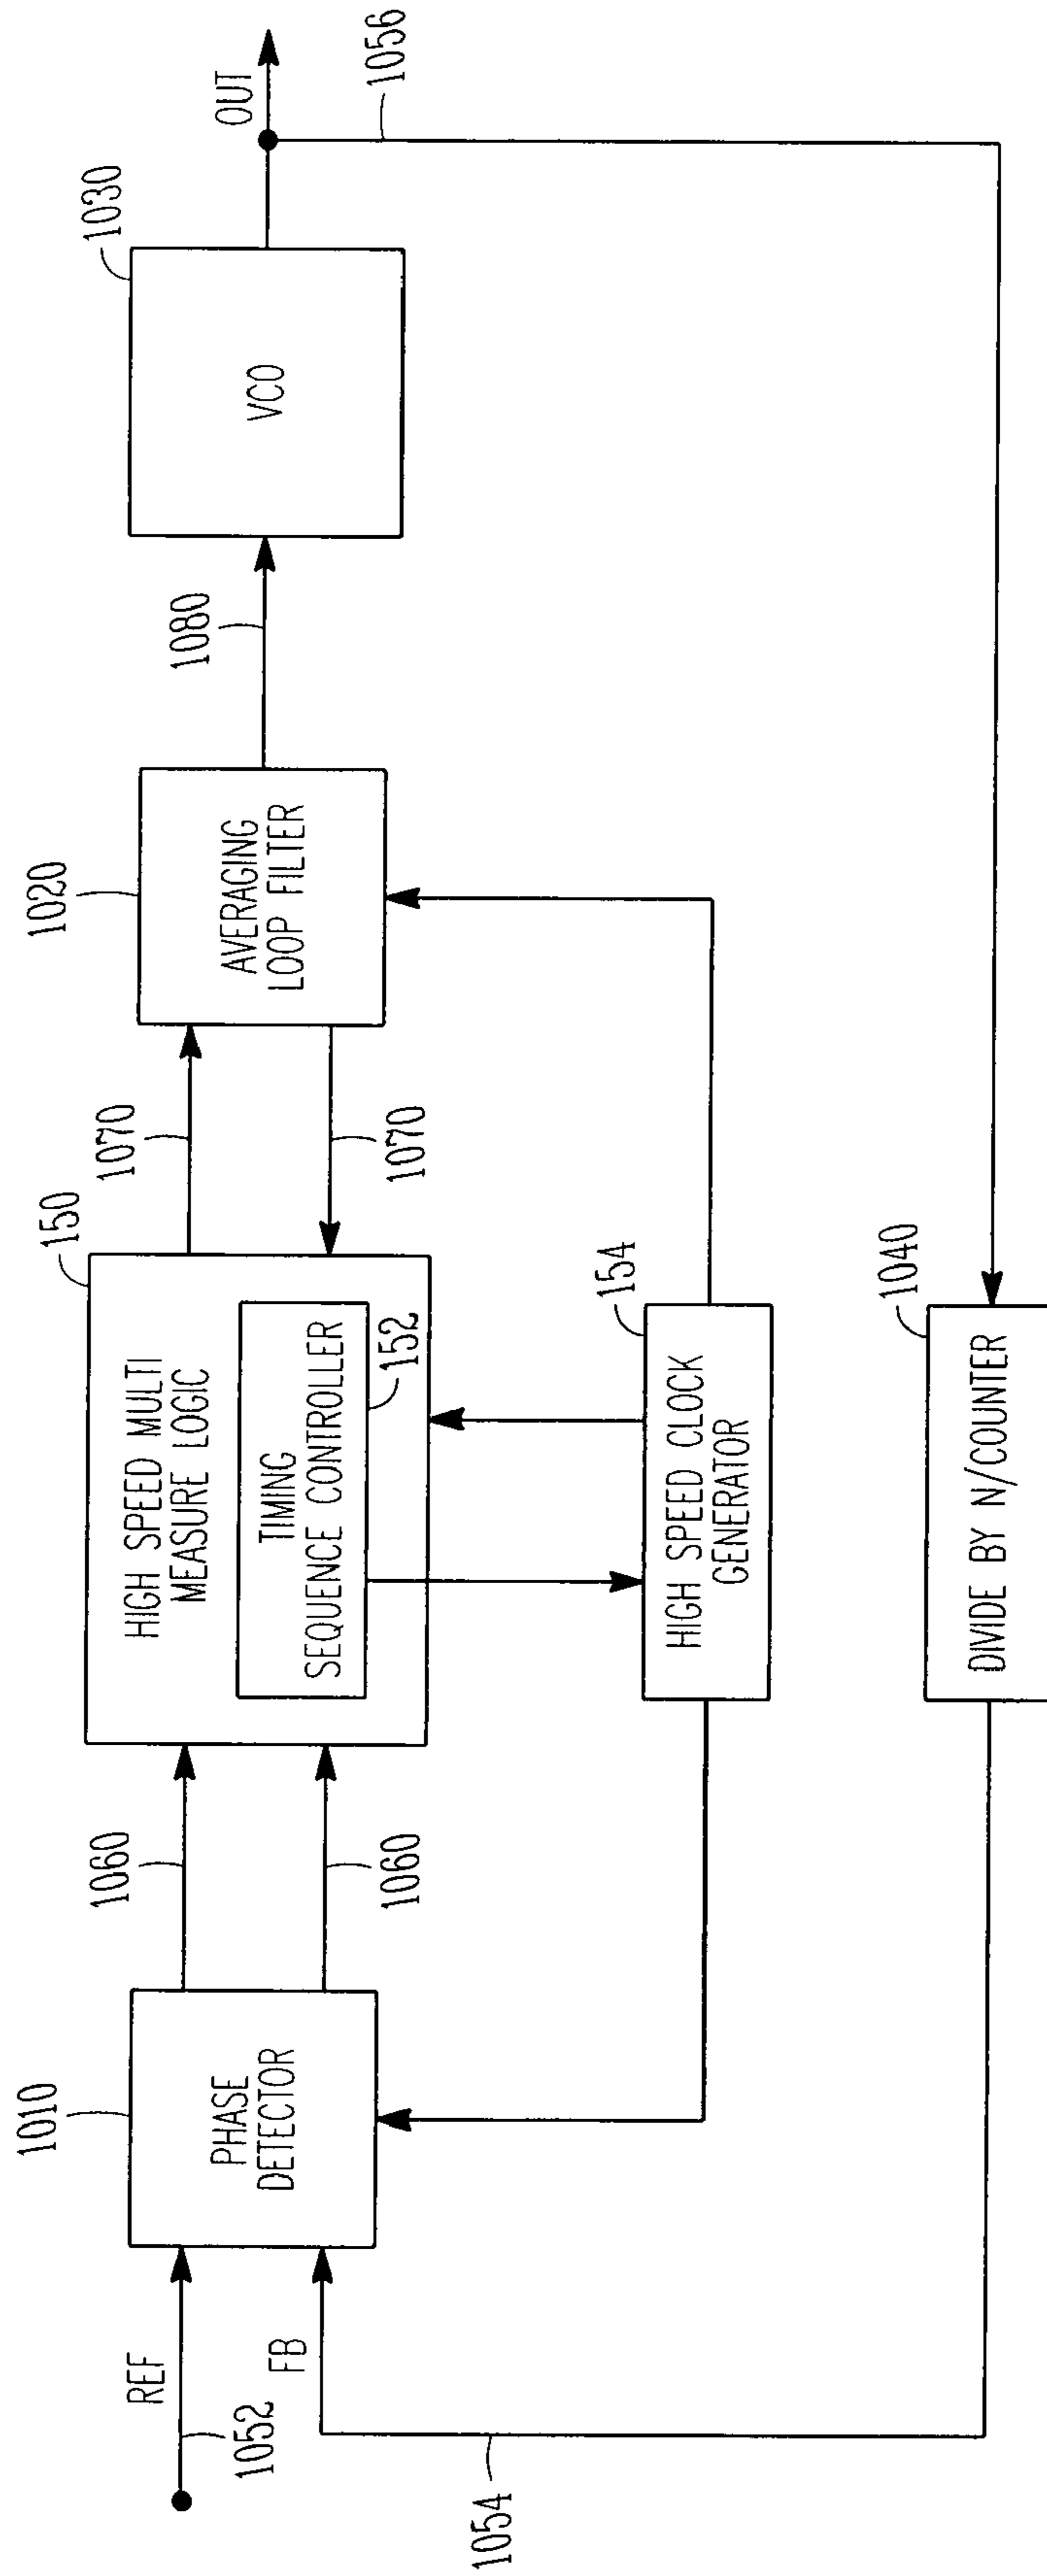 REF
1052
FB
1054
1010
PHASE
DETECTOR
1060
1060
150
HIGH SPEED MULTI
MEASURE LOGIC
TIMING
SEQUENCE CONTROLLER
152
1070
1070
1020
AVERAGING
LOOP FILTER
1080
1030
VCO
OUT
1056
154
HIGH SPEED CLOCK
GENERATOR
1040
DIVIDE BY N/COUNTER